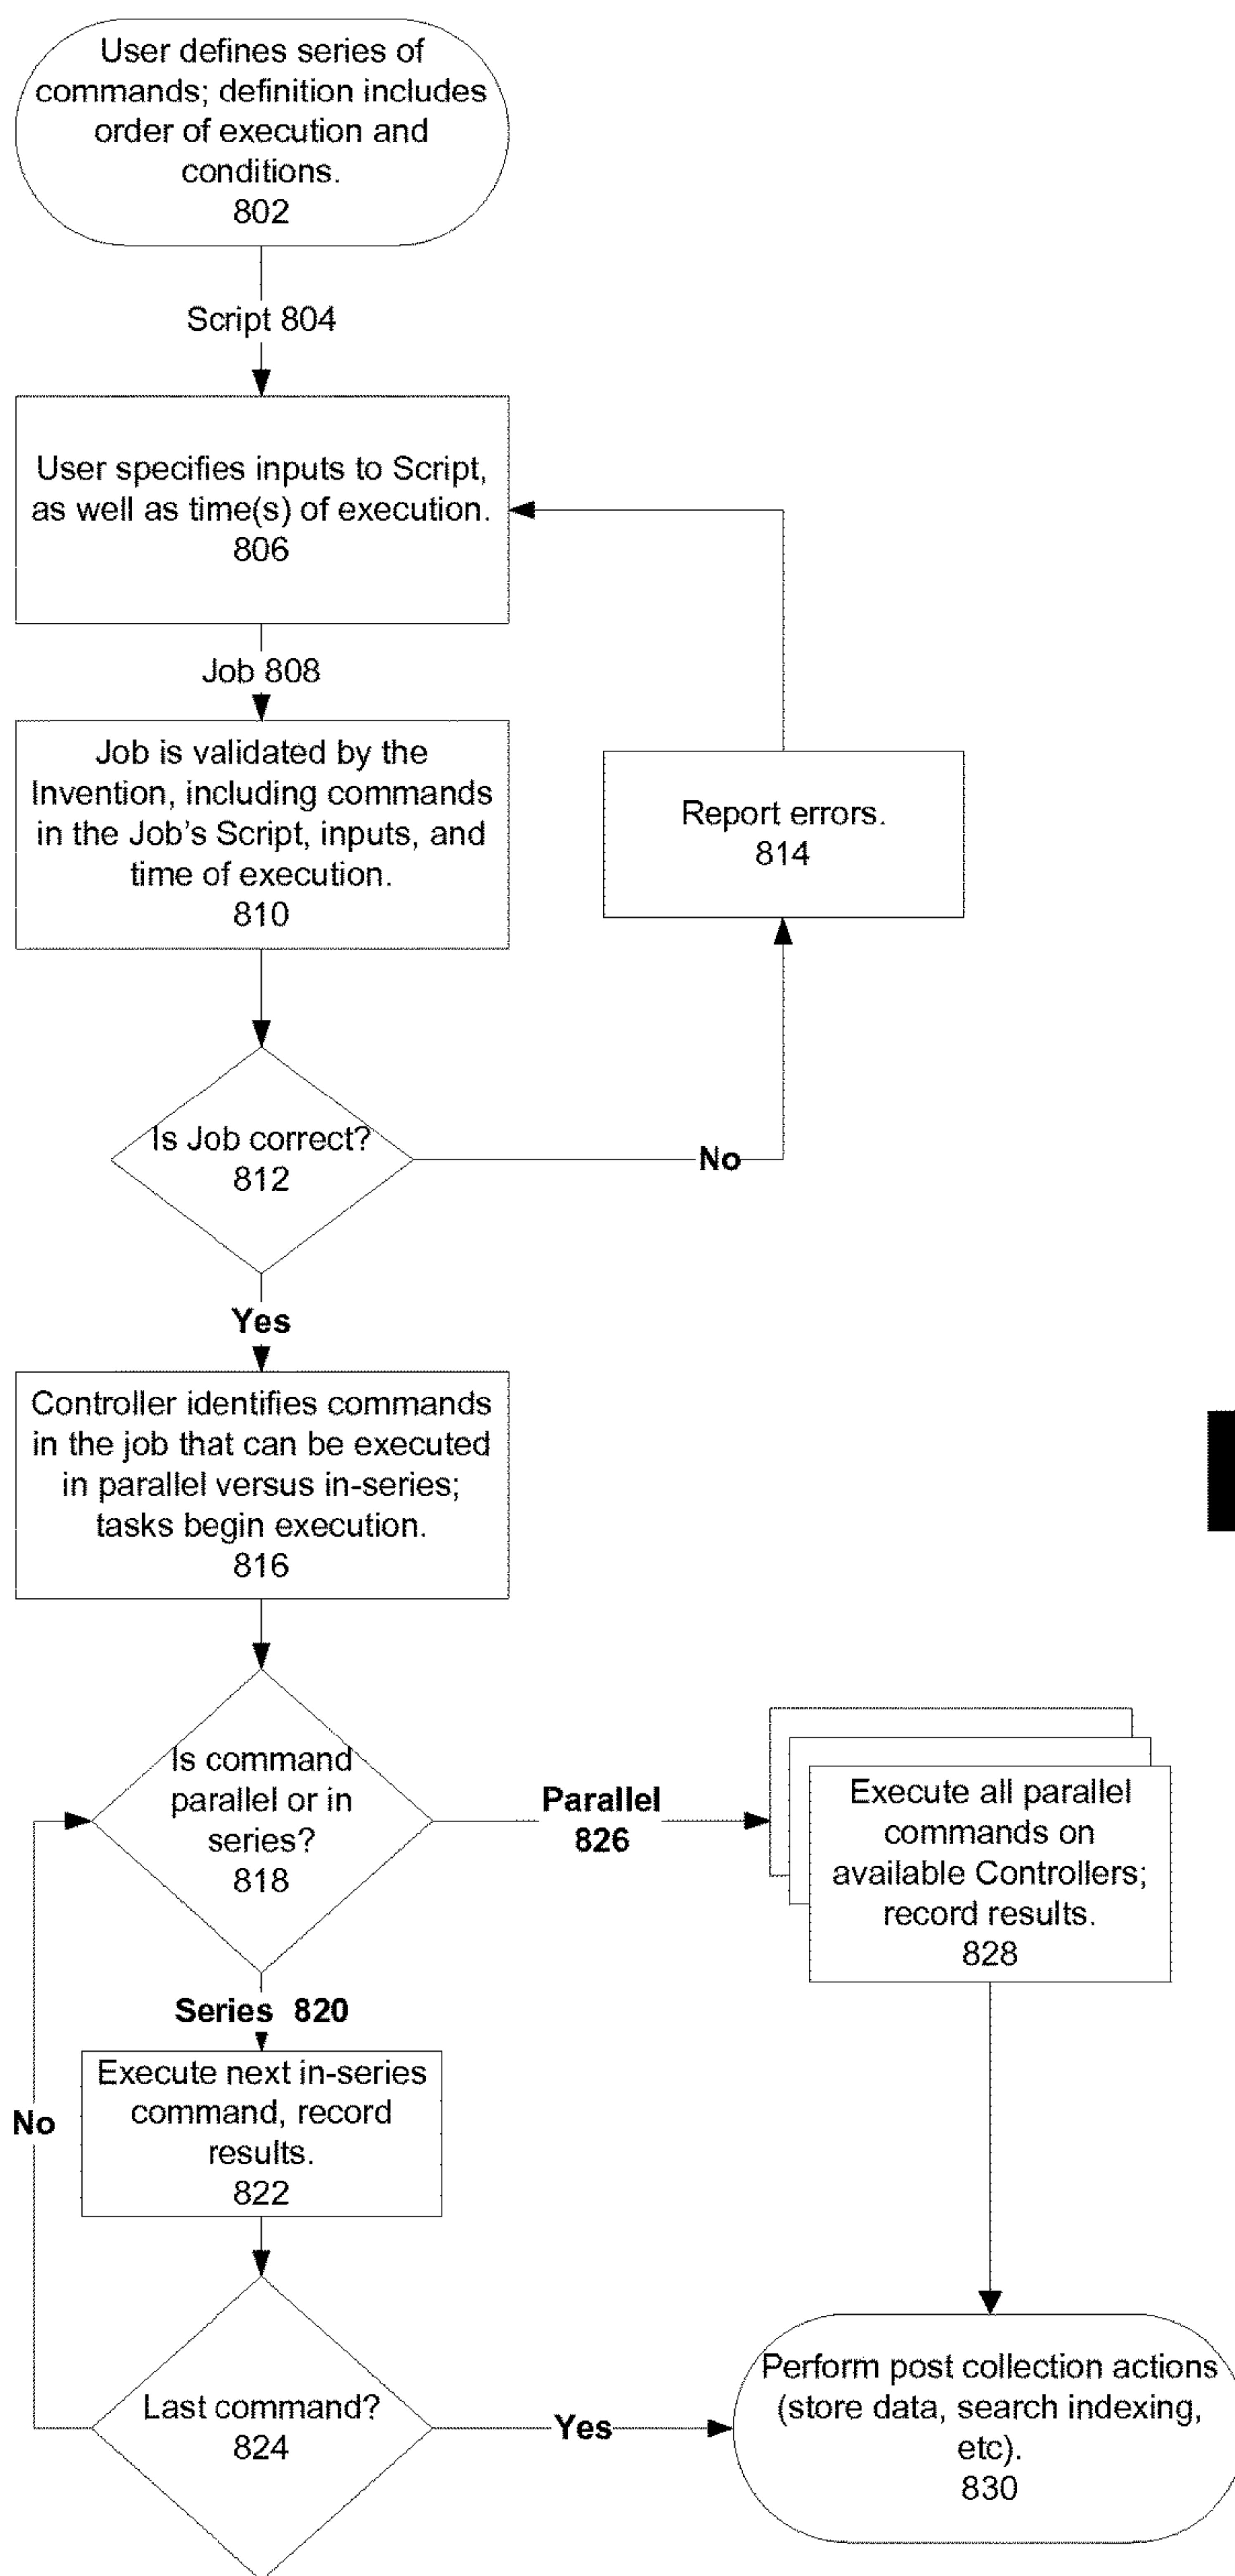 User defines series of
commands; definition includes
order of execution and
conditions.
802
Script 804
User specifies inputs to Script,
as well as time(s) of execution.
806
Job 808
Job is validated by the
Invention, including commands
in the Job's Script, inputs, and
time of execution.
810
Report errors.
814
Is Job correct?
812
No
Yes
Controller identifies commands
in the job that can be executed
in parallel versus in-series;
tasks begin execution.
816
Is command
parallel or in
series?
818
Parallel
826
Execute all parallel
commands on
available Controllers;
record results.
828
Series 820
Execute next in-series
command, record
results.
822
No
Last command?
824
Yes
Perform post collection actions
(store data, search indexing,
etc).
830